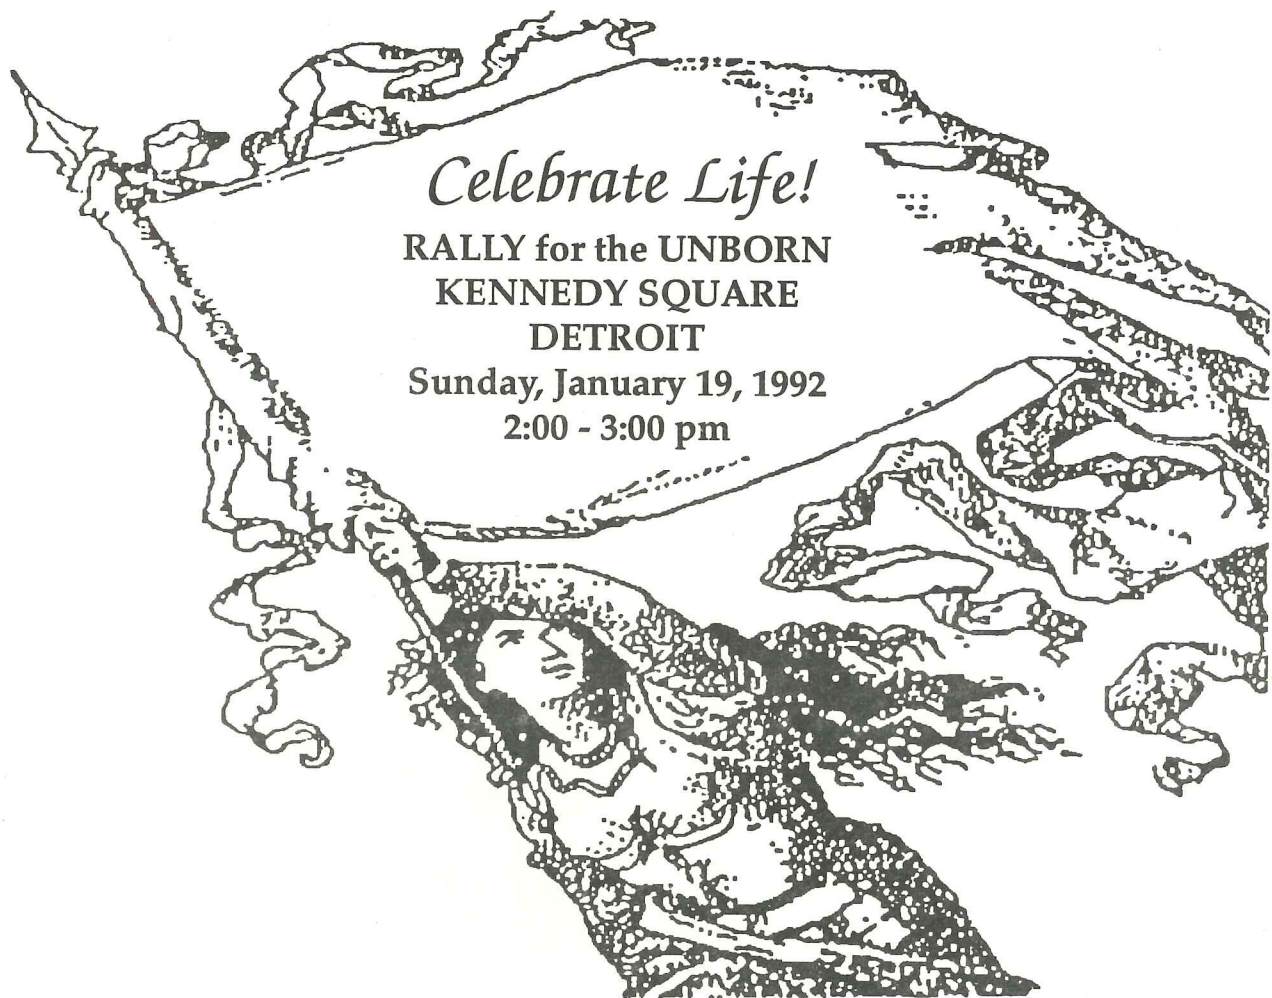 Celebrate Life!
RALLY for the UNBORN
KENNEDY SQUARE
DETROIT
Sunday, January 19, 1992
2:00 - 3:00 pm